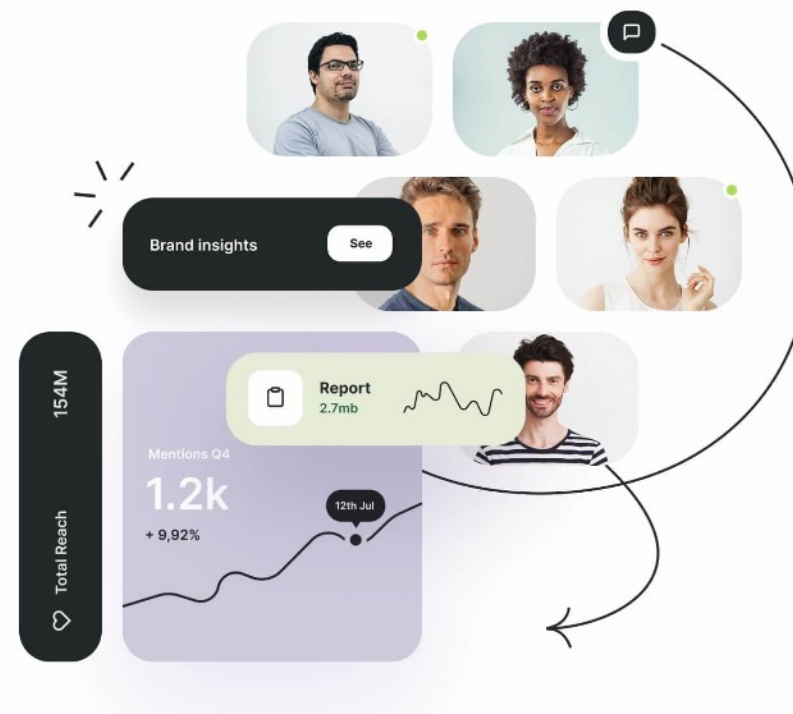 Brand insights
See
154M
Total Reach
Report
2.7mb
Mentions Q4
1.2k
+ 9,92%
12th Jul